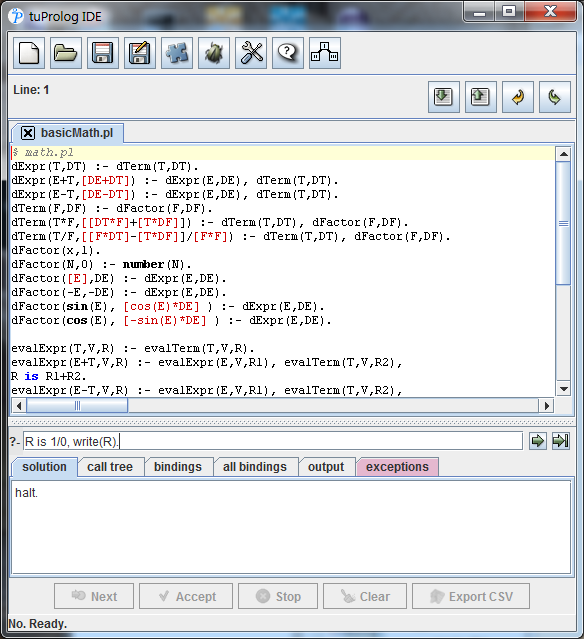 tuProlog IDE
Line: 1
basicMath.pl
% math.pl
dExpr(T,DT) :- dTerm(T,DT).
dExpr(E+T,[DE+DT]) :- dExpr(E,DE), dTerm(T,DT).
dExpr(E-T,[DE-DT]) :- dExpr(E,DE), dTerm(T,DT).
dTerm(F,DF) :- dFactor(F,DF).
dTerm(T*F,[[DT*F]+[T*DF]]) :- dTerm(T,DT), dFactor(F,DF).
dTerm(T/F,[[F*DT]-[T*DF]]/[F*F]) :- dTerm(T,DT), dFactor(F,DF).
dFactor(x,1).
dFactor(N,0) :- number(N).
dFactor([E],DE) :- dExpr(E,DE).
dFactor(-E,-DE) :- dExpr(E,DE).
dFactor(sin(E), [cos(E)*DE] ) :- dExpr(E,DE).
dFactor(cos(E), [-sin(E)*DE] ) :- dExpr(E,DE).
evalExpr(T,V,R) :- evalTerm(T,V,R).
evalExpr(E+T,V,R) :- evalExpr(E,V,R1), evalTerm(T,V,R2),
R is R1+R2.
evalExpr(E-T,V,R) :- evalExpr(E,V,R1), evalTerm(T,V,R2),
?- R is 1/0, write(R).
solution call tree bindings all bindings output exceptions
halt.
Next Accept Stop Clear Export CSV
No. Ready.